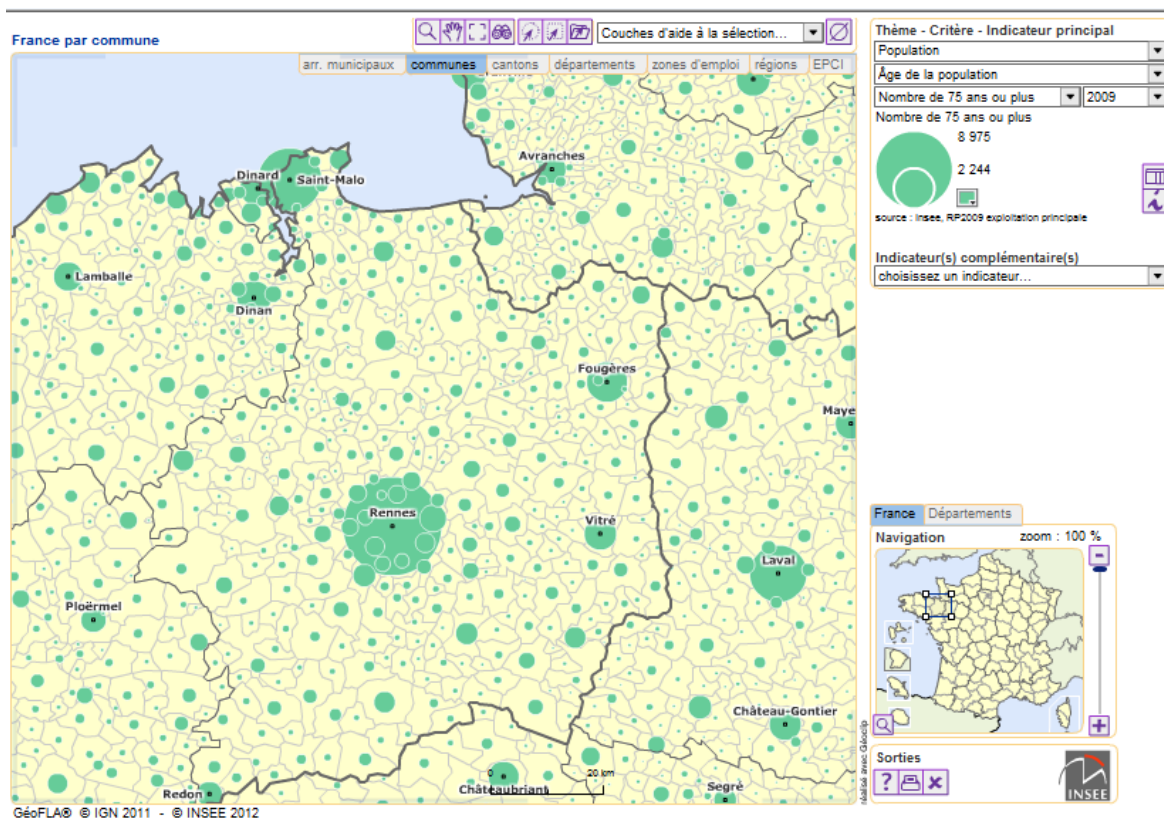 France par commune
Couches d'aide à la sélection...
arr. municipaux communes cantons départements zones d'emploi régions EPCI
Avranches
Dinard
Saint-Malo
Lamballe
Dinan
Fougères
Maye
Rennes
Vitré
Laval
Ploërmel
Château-Gontier
Redon
Châteaubriant
Segré
0 20 km
réalisé avec Géoclip
GéoFLA® © IGN 2011 - © INSEE 2012
Thème - Critère - Indicateur principal
Population
Âge de la population
Nombre de 75 ans ou plus 2009
Nombre de 75 ans ou plus
8 975
2 244
source : Insee, RP2009 exploitation principale
Indicateur(s) complémentaire(s)
choisissez un indicateur...
France Départements
Navigation zoom : 100 %
Sorties
?
INSEE